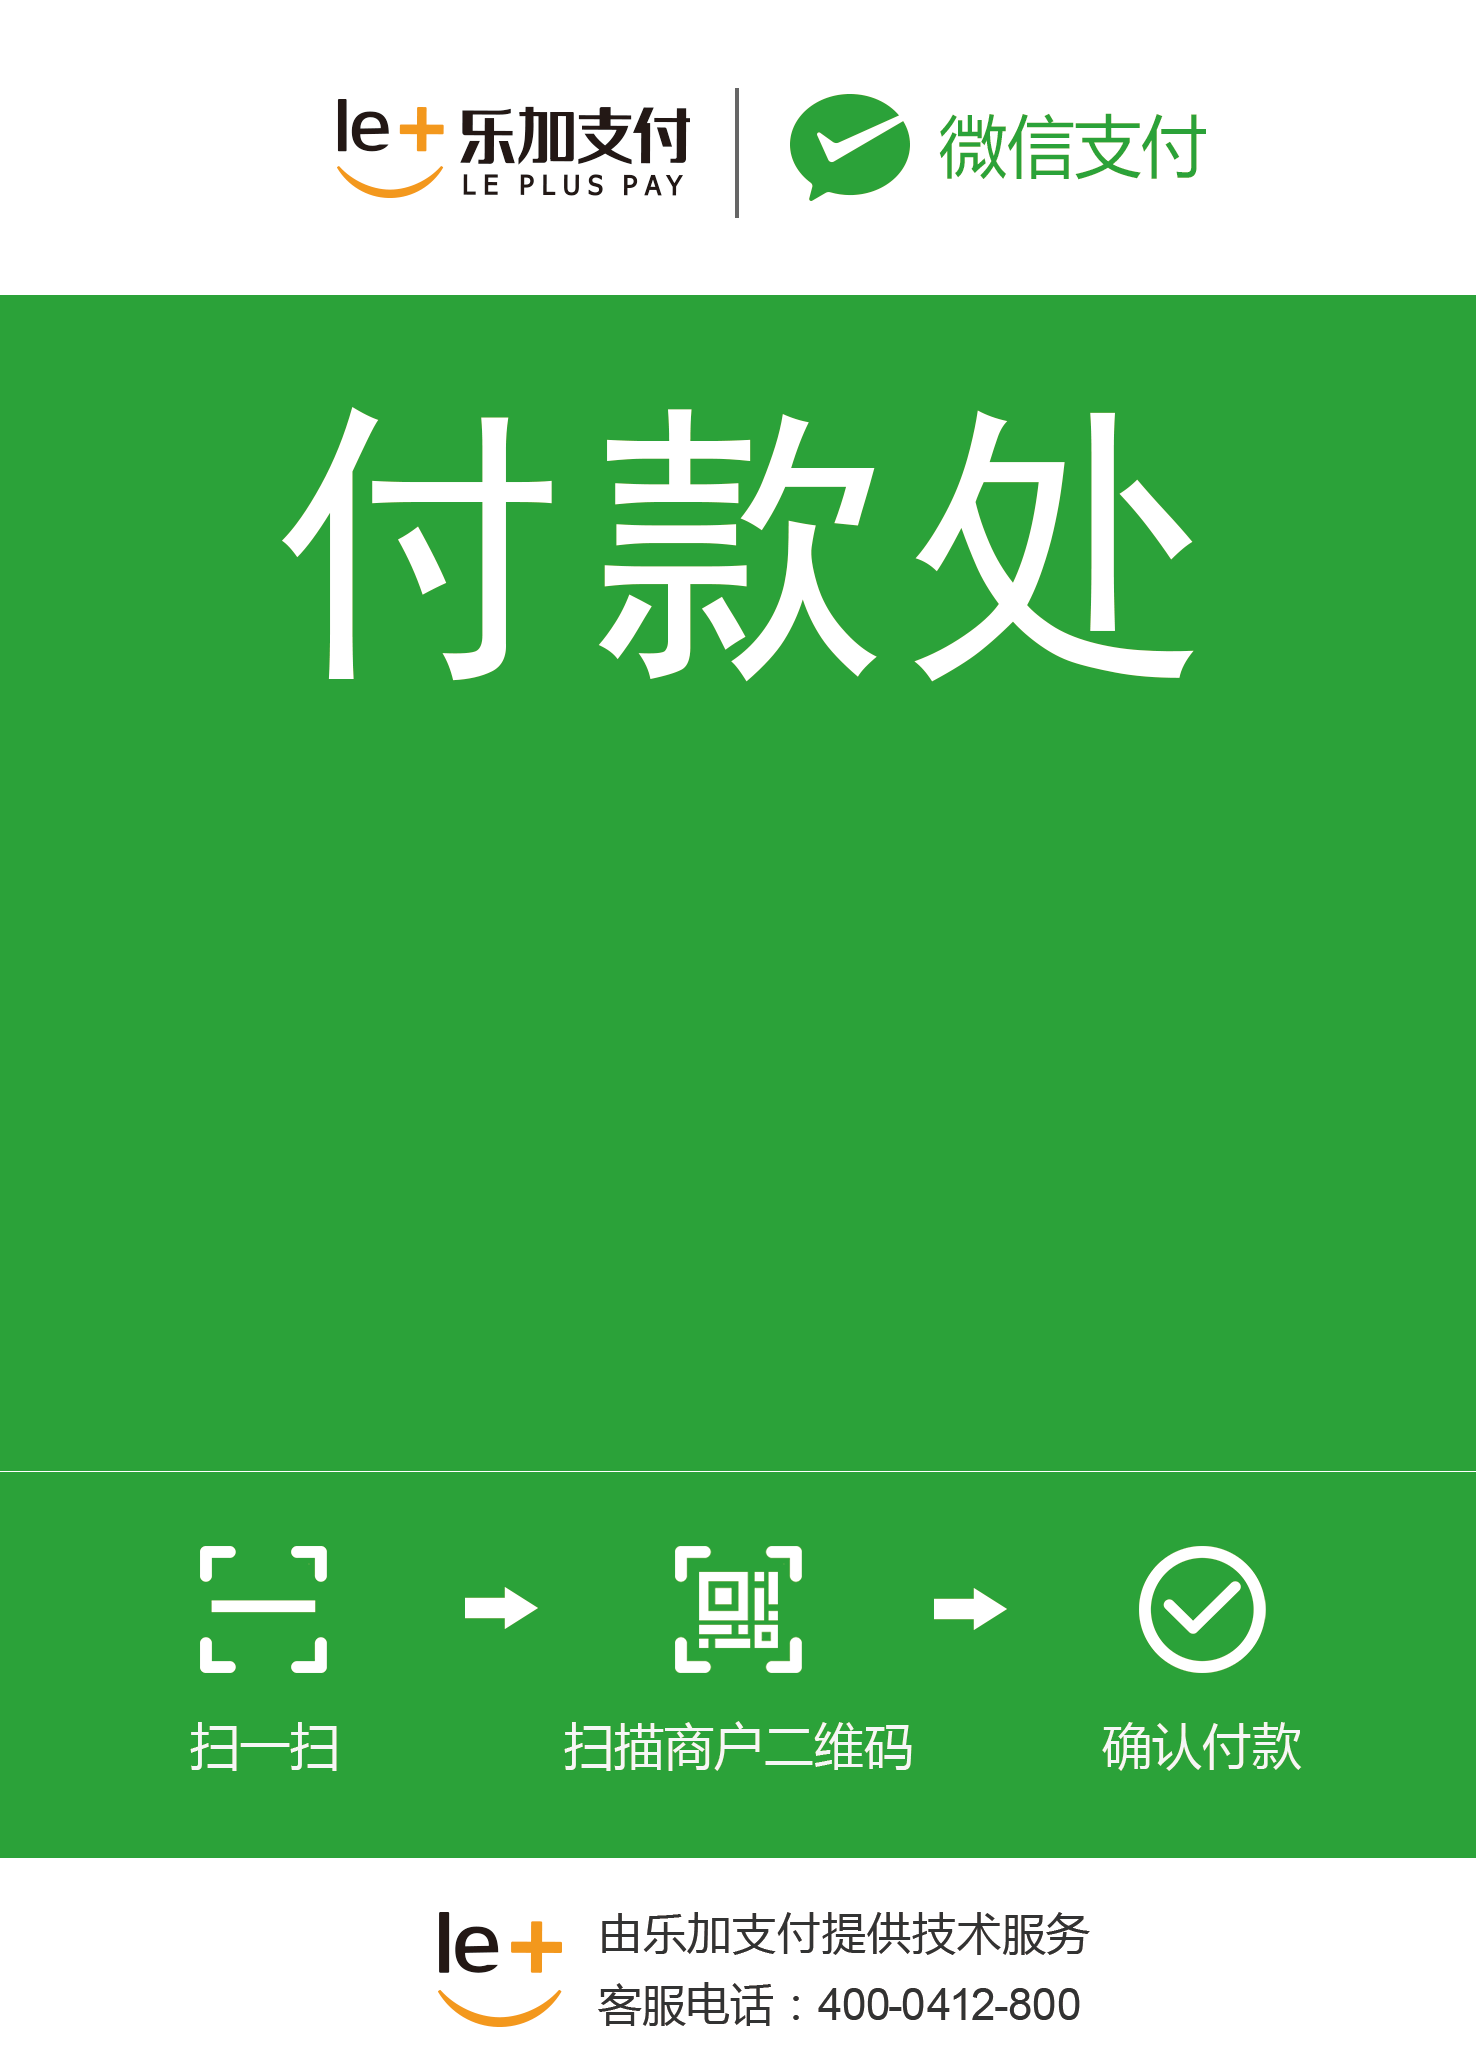 le+ 乐加支付
LE PLUS PAY
微信支付
付款处
扫一扫
扫描商户二维码
确认付款
le+
由乐加支付提供技术服务
客服电话：400-0412-800